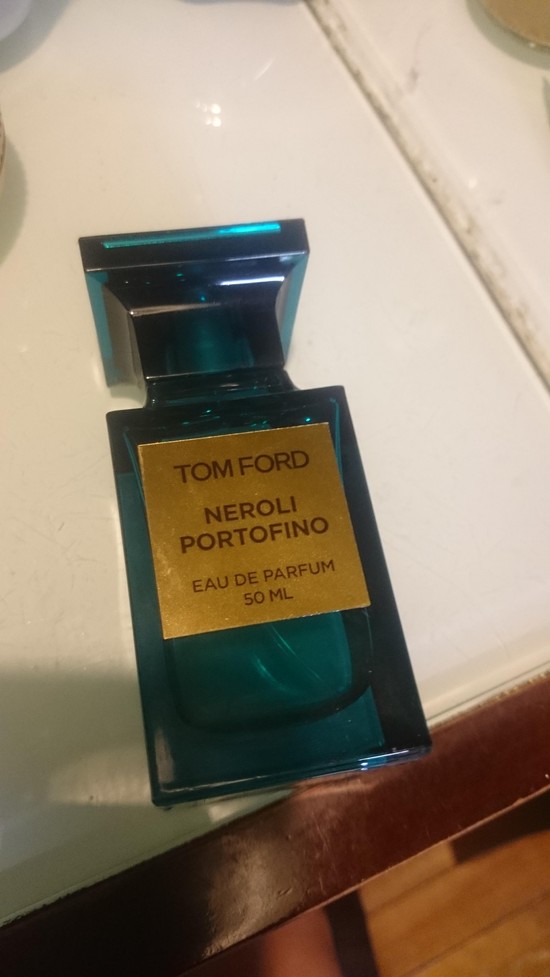 TOM FORD
NEROLI
PORTOFINO
EAU DE PARFUM
50 ML